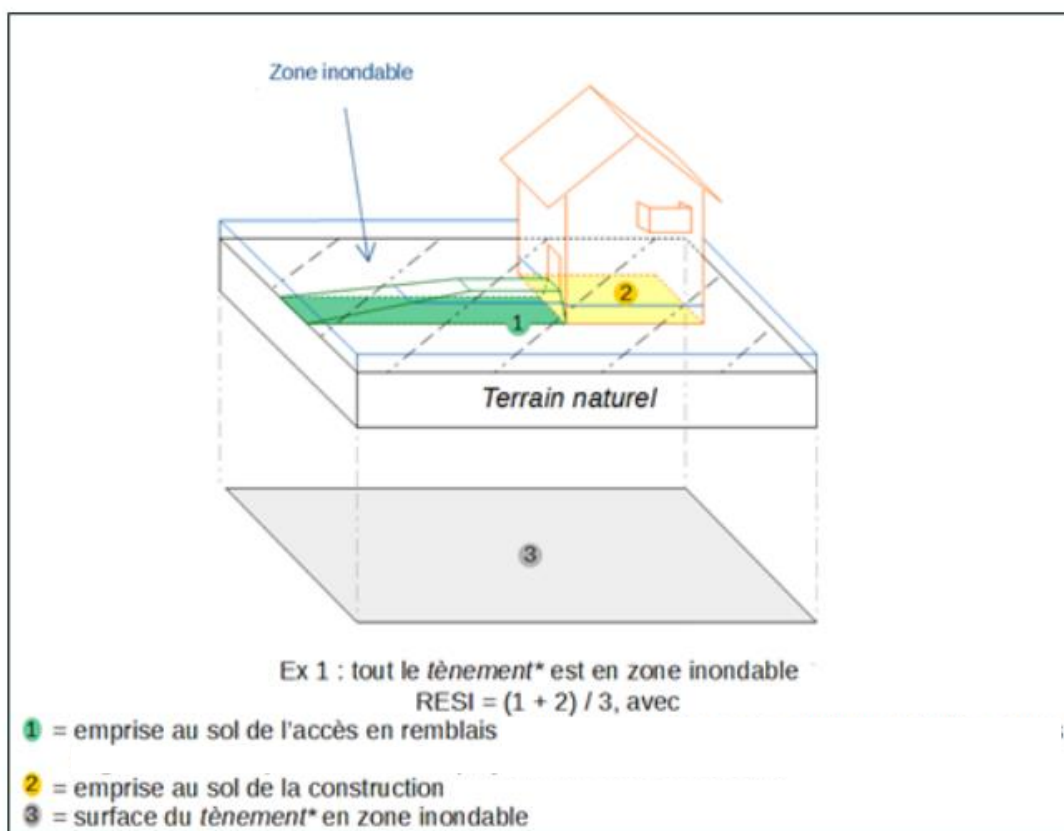 Zone inondable
2
1
Terrain naturel
3
Ex 1 : tout le tènement* est en zone inondable
RESI = (1 + 2) / 3, avec
1 = emprise au sol de l'accès en remblais
2 = emprise au sol de la construction
3 = surface du tènement* en zone inondable